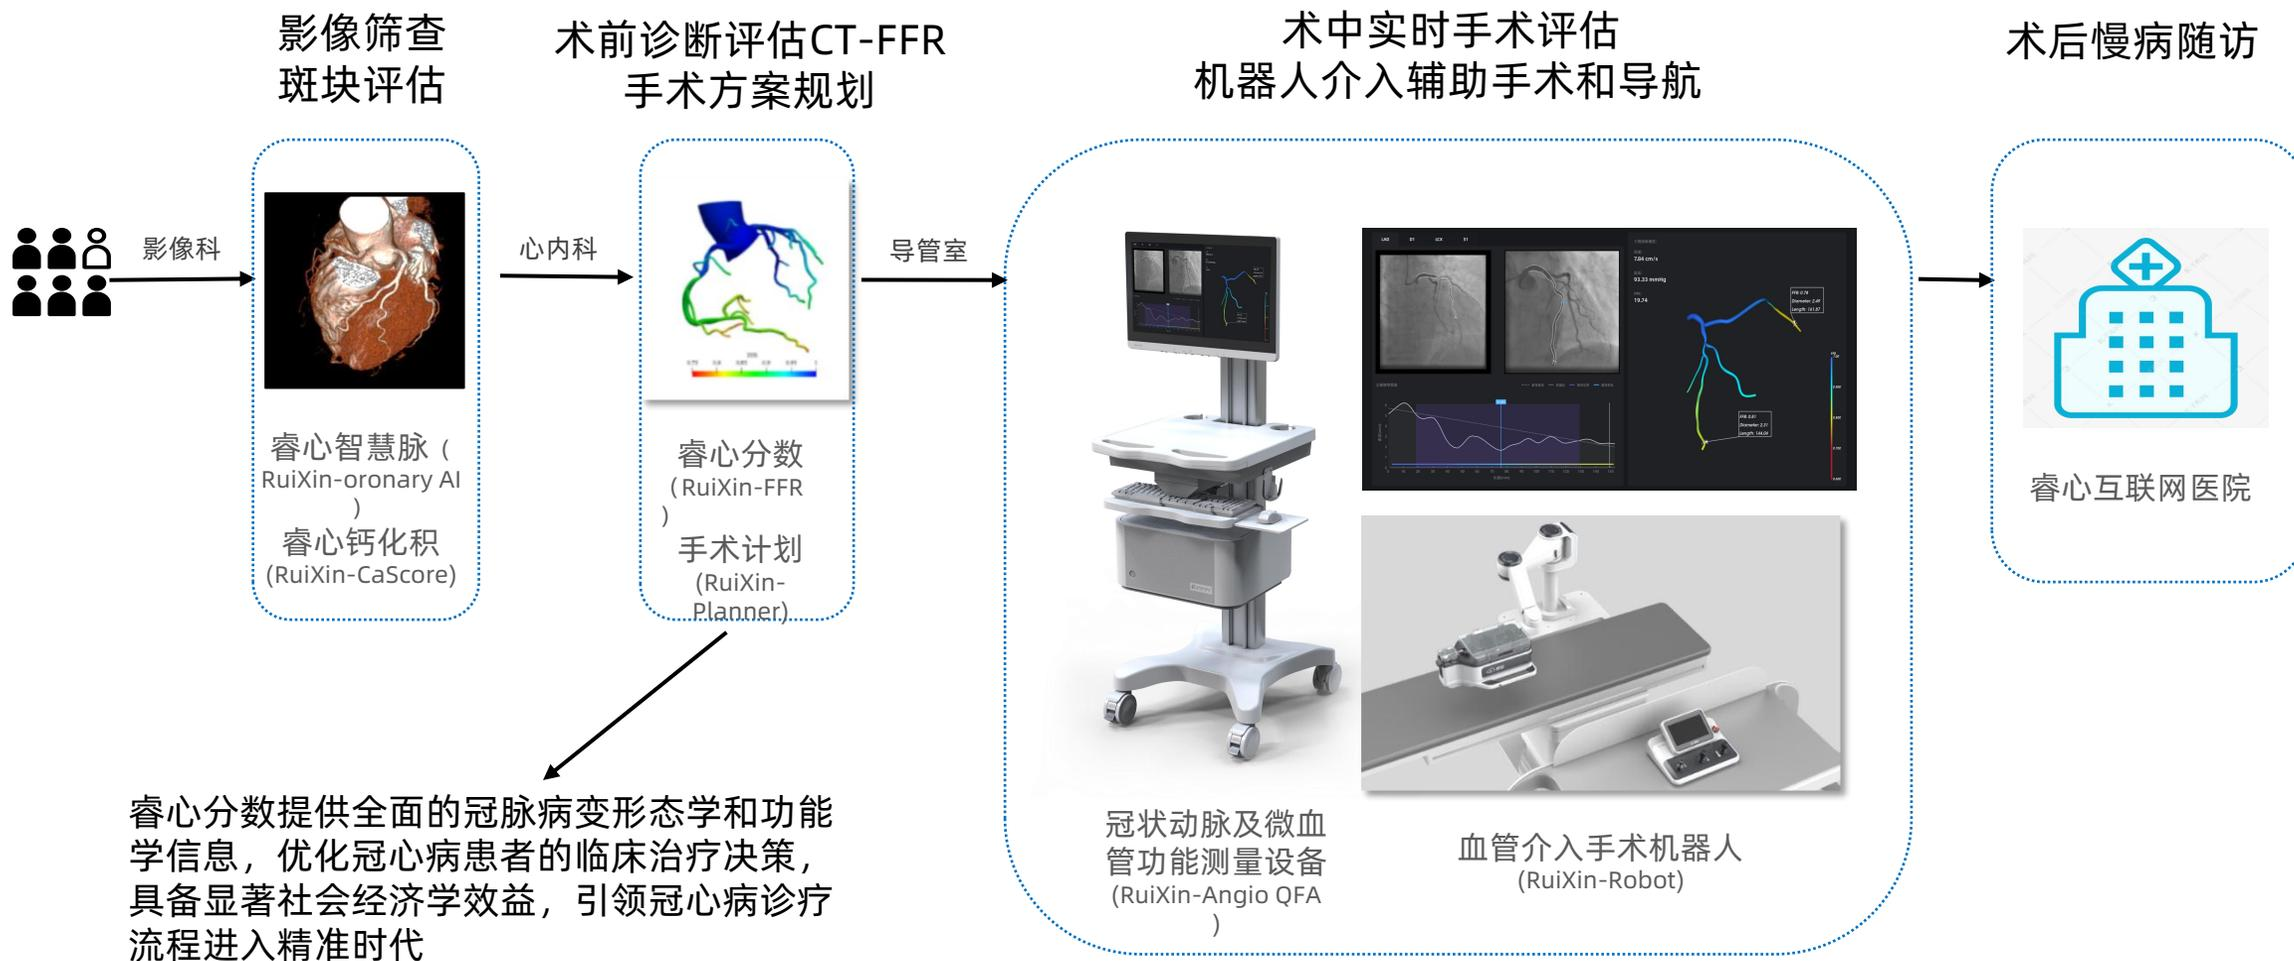 影像筛查
斑块评估
术前诊断评估CT-FFR
手术方案规划
术中实时手术评估
机器人介入辅助手术和导航
术后慢病随访
影像科
心内科
导管室
睿心智慧脉（
RuiXin-oronary AI
）
睿心钙化积
(RuiXin-CaScore)
睿心分数
（RuiXin-FFR
）
手术计划
(RuiXin-
Planner)
7.84 cm/s
93.33 mmHg
19.74
冠状动脉及微血
管功能测量设备
(RuiXin-Angio QFA
)
血管介入手术机器人
(RuiXin-Robot)
睿心互联网医院
睿心分数提供全面的冠脉病变形态学和功能
学信息，优化冠心病患者的临床治疗决策，
具备显著社会经济学效益，引领冠心病诊疗
流程进入精准时代